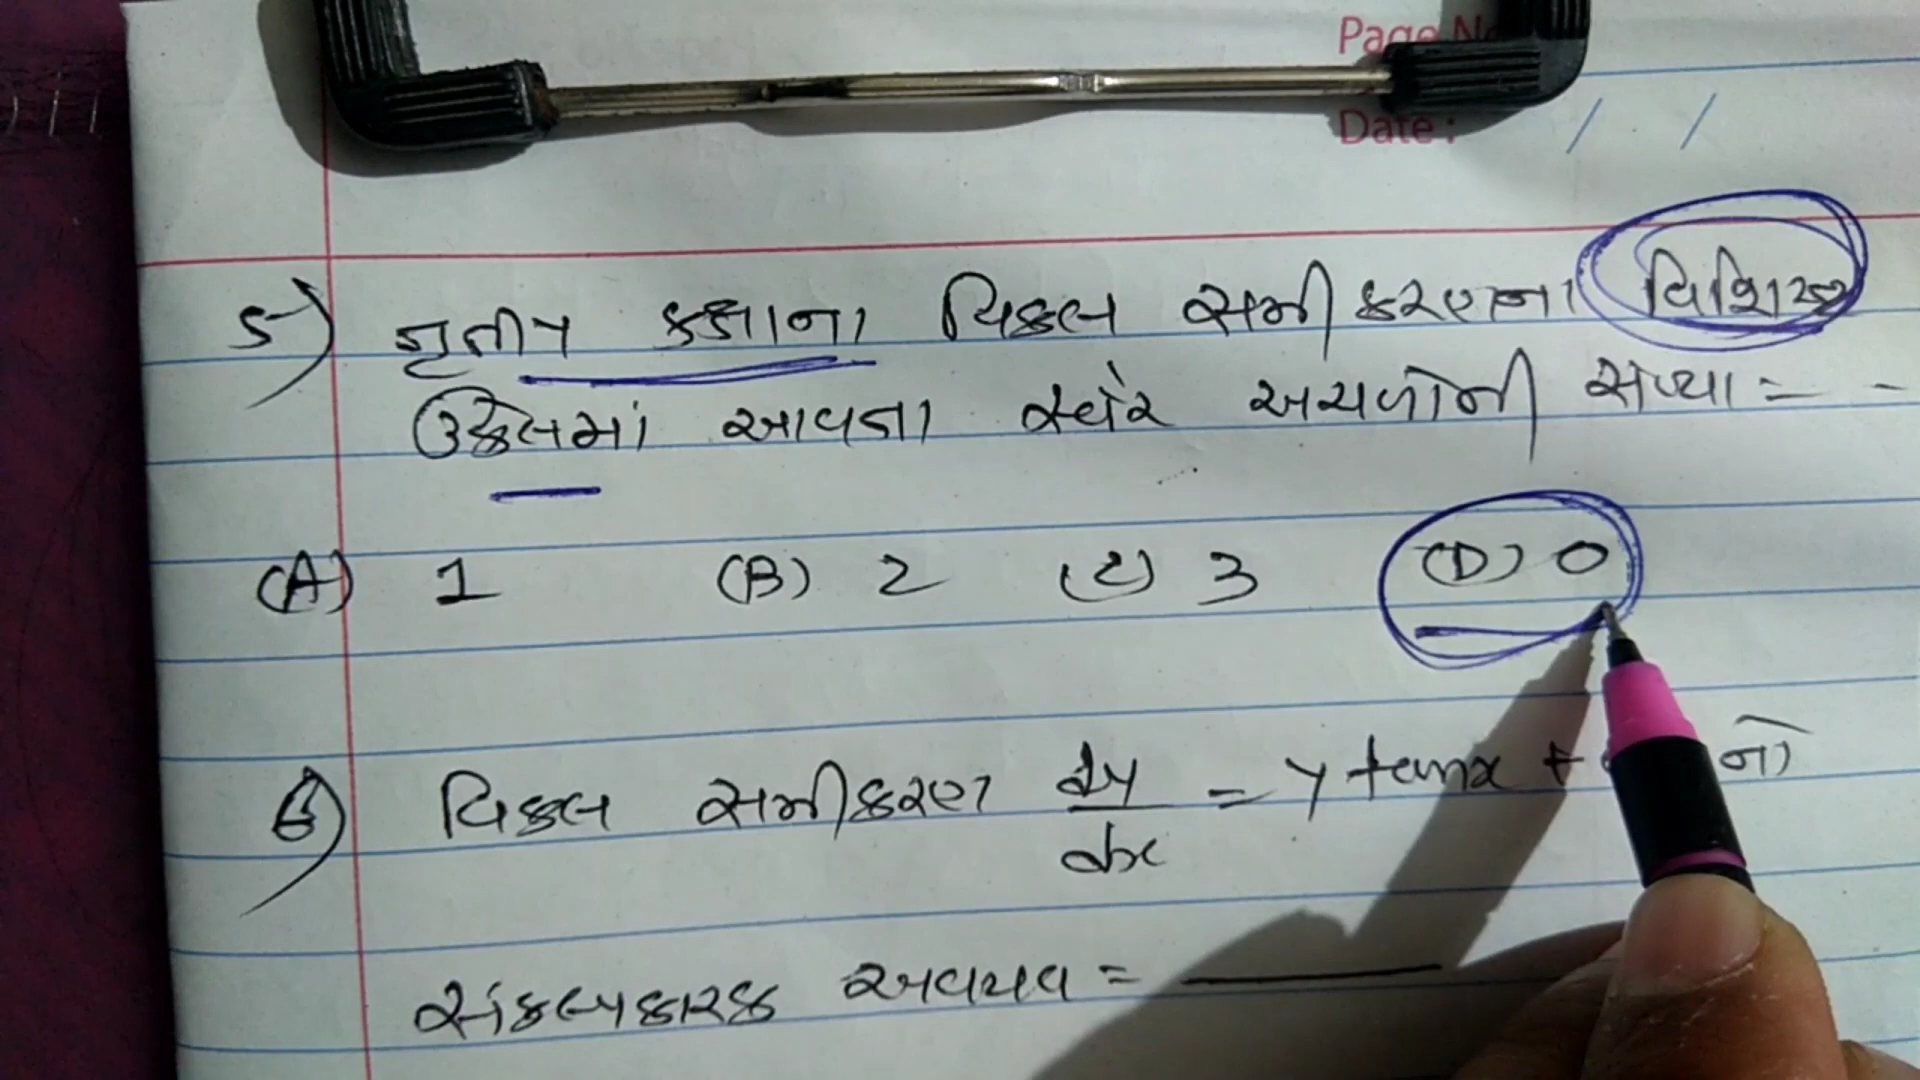 Page No
Date : / /
5) તૃતીય કક્ષાના વિકલ સમીકરણના વિશિષ્ટ
ઉકેલમાં આવતા સ્વૈર અચળોની સંખ્યા = - -
(A) 1 (B) 2 (C) 3 (D) 0
6) વિકલ સમીકરણ dy/dx = y tanx + નો
સંકલ્યકારક અવયવ = ———